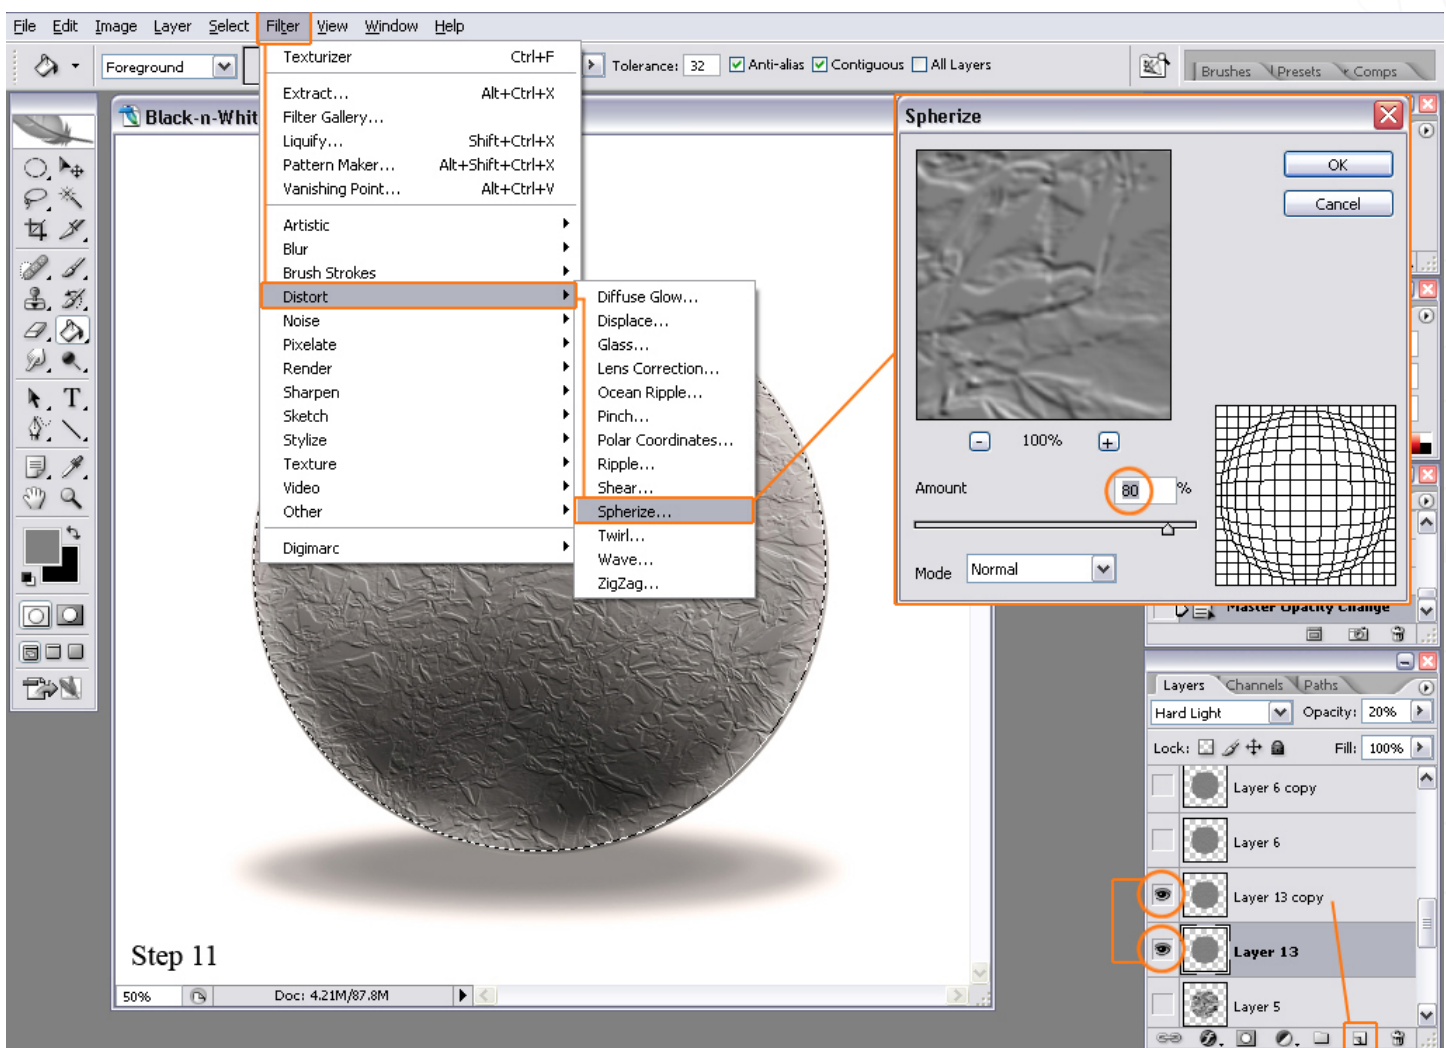 File Edit Image Layer Select Filter View Window Help
Foreground
Tolerance: 32 Anti-alias Contiguous All Layers
Brushes Presets Comps
Texturizer Ctrl+F
Extract... Alt+Ctrl+X
Filter Gallery...
Liquify... Shift+Ctrl+X
Pattern Maker... Alt+Shift+Ctrl+X
Vanishing Point... Alt+Ctrl+V
Artistic
Blur
Brush Strokes
Distort
Noise
Pixelate
Render
Sharpen
Sketch
Stylize
Texture
Video
Other
Digimarc
Diffuse Glow...
Displace...
Glass...
Lens Correction...
Ocean Ripple...
Pinch...
Polar Coordinates...
Ripple...
Shear...
Spherize...
Twirl...
Wave...
ZigZag...
Black-n-Whit
Spherize
OK
Cancel
100%
Amount 80 %
Mode Normal
Master Opacity Change
Layers Channels Paths
Hard Light Opacity: 20%
Lock: Fill: 100%
Layer 6 copy
Layer 6
Layer 13 copy
Layer 13
Layer 5
Step 11
50% Doc: 4.21M/87.8M